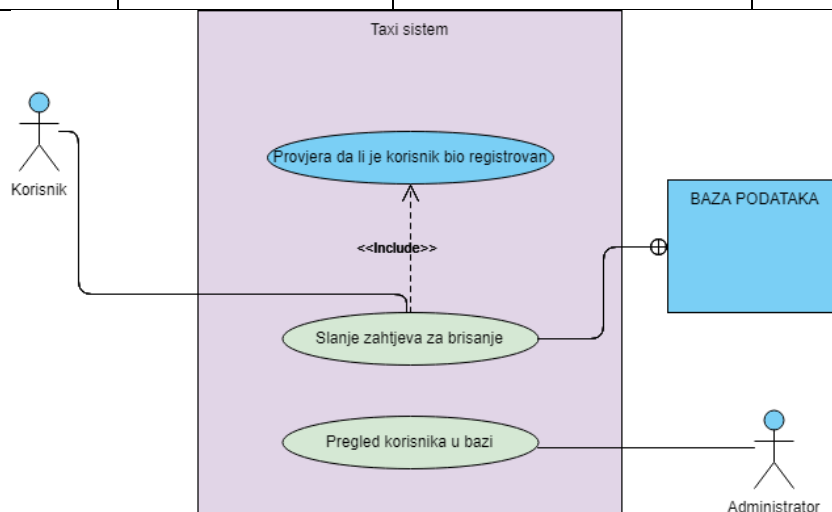 Taxi sistem
Korisnik
Provjera da li je korisnik bio registrovan
BAZA PODATAKA
<<Include>>
Slanje zahtjeva za brisanje
Pregled korisnika u bazi
Administrator